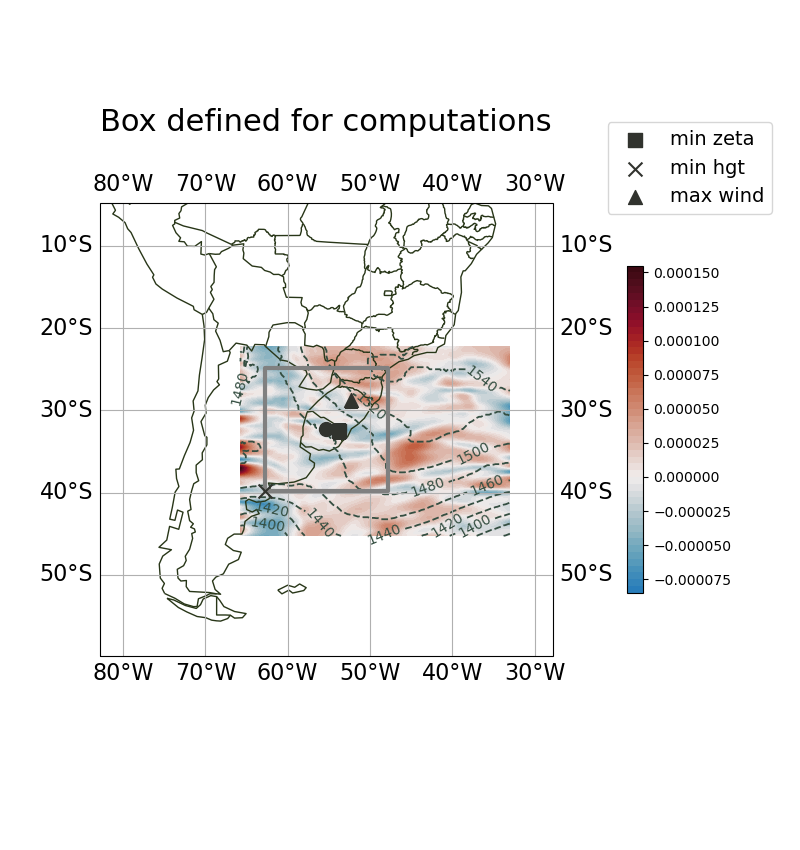 Box defined for computations
min zeta
min hgt
max wind
80°W 70°W 60°W 50°W 40°W 30°W
10°S 10°S
20°S 20°S
30°S 30°S
40°S 40°S
50°S 50°S
80°W 70°W 60°W 50°W 40°W 30°W
1480
1540
1520
1500
1480
1460
1420
1400
1440
1440
1420
1400
0.000150
0.000125
0.000100
0.000075
0.000050
0.000025
0.000000
−0.000025
−0.000050
−0.000075